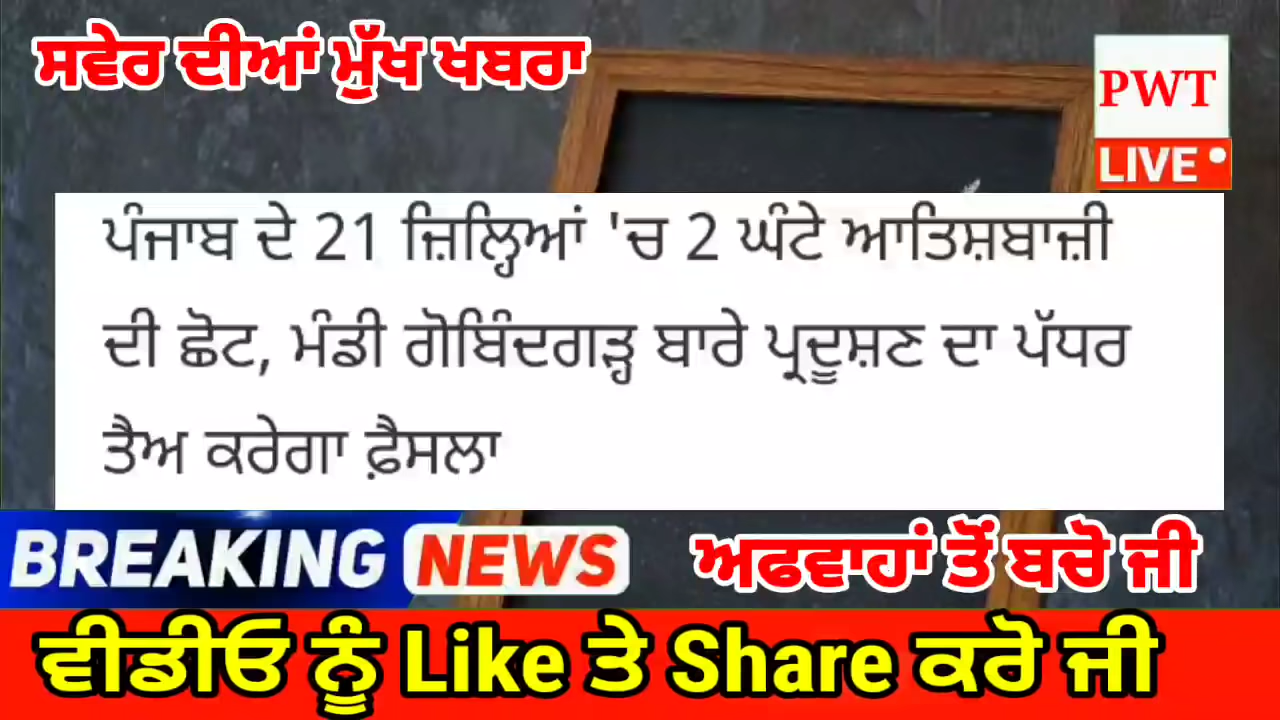 ਸਵੇਰ ਦੀਆਂ ਮੁੱਖ ਖਬਰਾ
PWT
LIVE
ਪੰਜਾਬ ਦੇ 21 ਜ਼ਿਲ੍ਹਿਆਂ 'ਚ 2 ਘੰਟੇ ਆਤਿਸ਼ਬਾਜ਼ੀ
ਦੀ ਛੋਟ, ਮੰਡੀ ਗੋਬਿੰਦਗੜ੍ਹ ਬਾਰੇ ਪ੍ਰਦੂਸ਼ਣ ਦਾ ਪੱਧਰ
ਤੈਅ ਕਰੇਗਾ ਫ਼ੈਸਲਾ
BREAKING NEWS
ਅਫਵਾਹਾਂ ਤੋਂ ਬਚੋ ਜੀ
ਵੀਡੀਓ ਨੂੰ Like ਤੇ Share ਕਰੋ ਜੀ